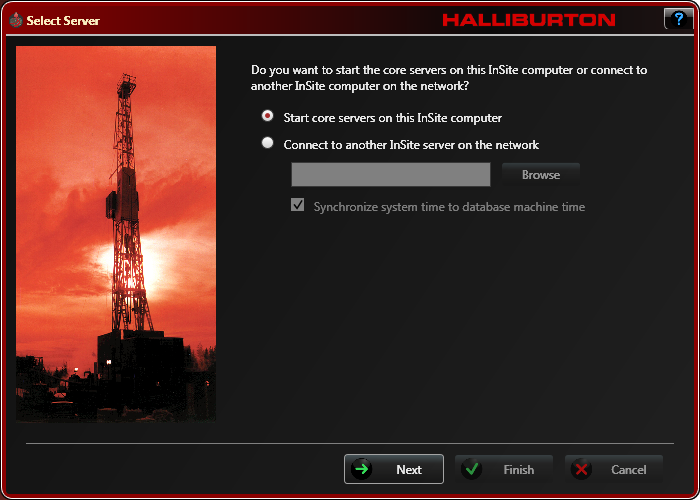 Select Server
HALLIBURTON
?
Do you want to start the core servers on this InSite computer or connect to
another InSite computer on the network?
Start core servers on this InSite computer
Connect to another InSite server on the network
Browse
Synchronize system time to database machine time
Next
Finish
Cancel